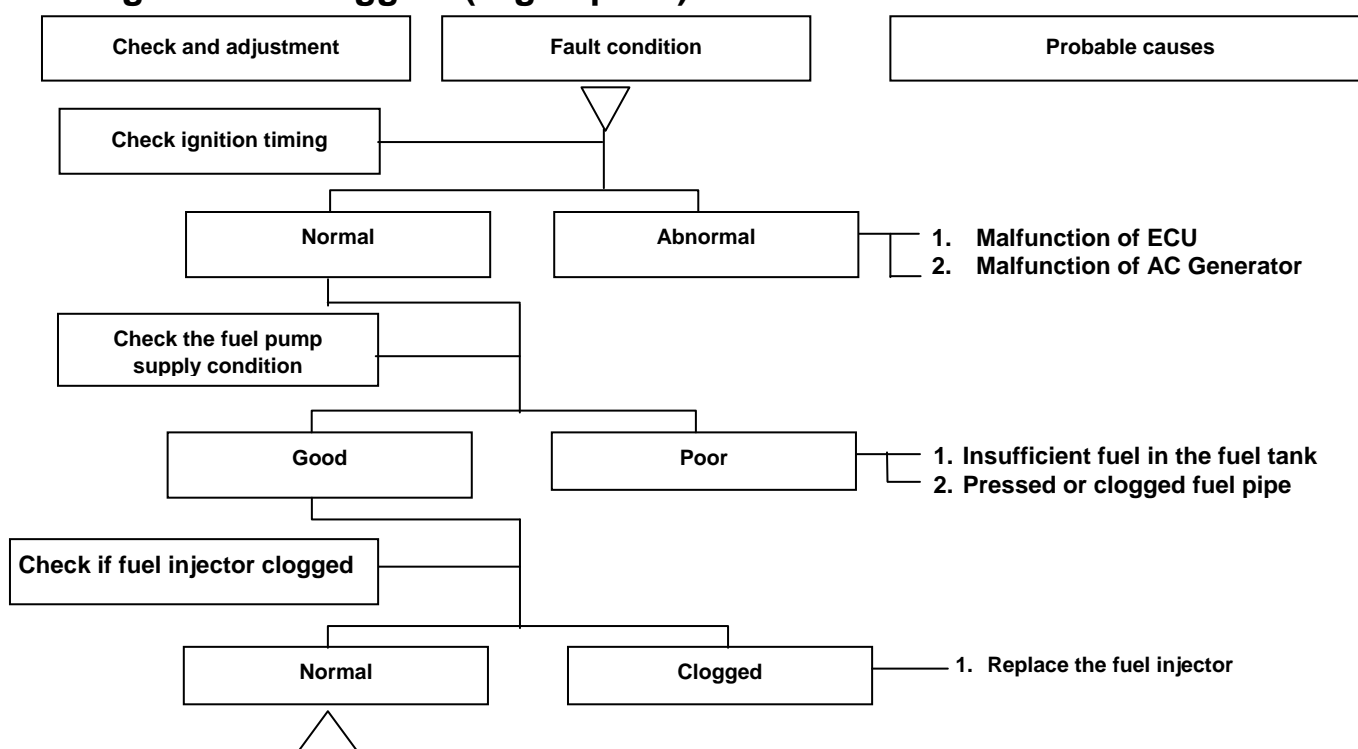 Check and adjustment
Fault condition
Probable causes
Check ignition timing
Normal
Abnormal
1. Malfunction of ECU
2. Malfunction of AC Generator
Check the fuel pump
supply condition
Good
Poor
1. Insufficient fuel in the fuel tank
2. Pressed or clogged fuel pipe
Check if fuel injector clogged
Normal
Clogged
1. Replace the fuel injector